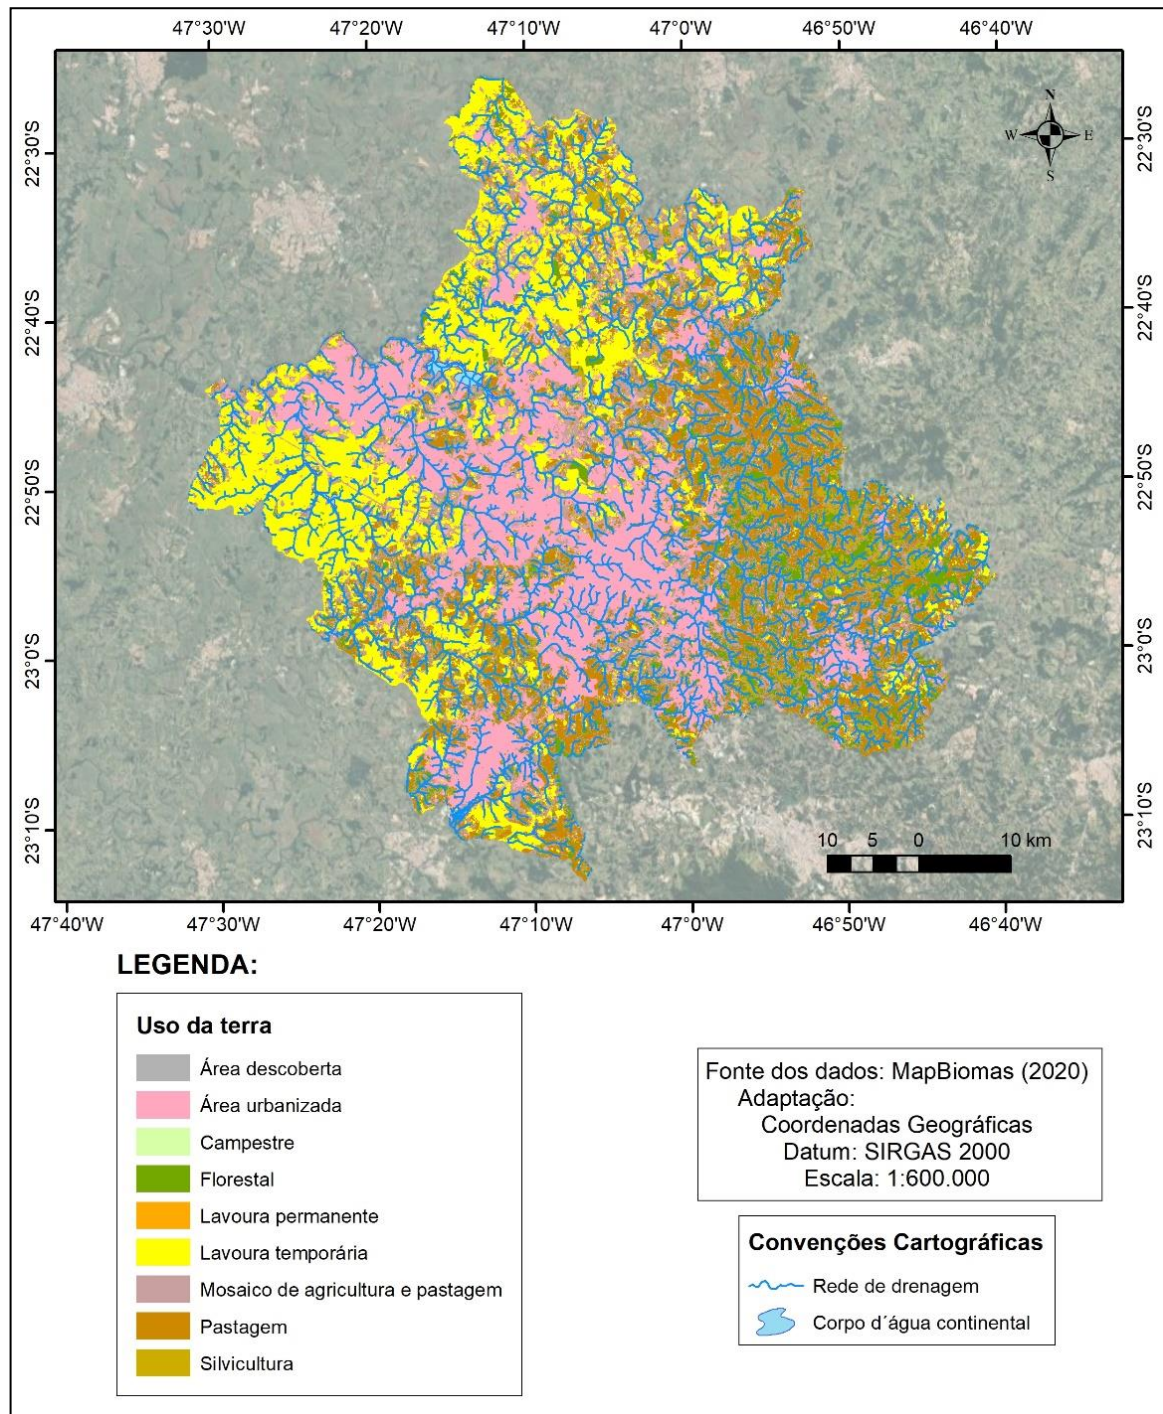 47°30'W 47°20'W 47°10'W 47°0'W 46°50'W 46°40'W
N
W E
S
22°30'S 22°30'S
22°40'S 22°40'S
22°50'S 22°50'S
23°0'S 23°0'S
23°10'S 23°10'S
10 5 0 10 km
47°40'W 47°30'W 47°20'W 47°10'W 47°0'W 46°50'W 46°40'W
LEGENDA:
Uso da terra
Área descoberta
Área urbanizada
Campestre
Florestal
Lavoura permanente
Lavoura temporária
Mosaico de agricultura e pastagem
Pastagem
Silvicultura
Fonte dos dados: MapBiomas (2020)
Adaptação:
Coordenadas Geográficas
Datum: SIRGAS 2000
Escala: 1:600.000
Convenções Cartográficas
Rede de drenagem
Corpo d´água continental